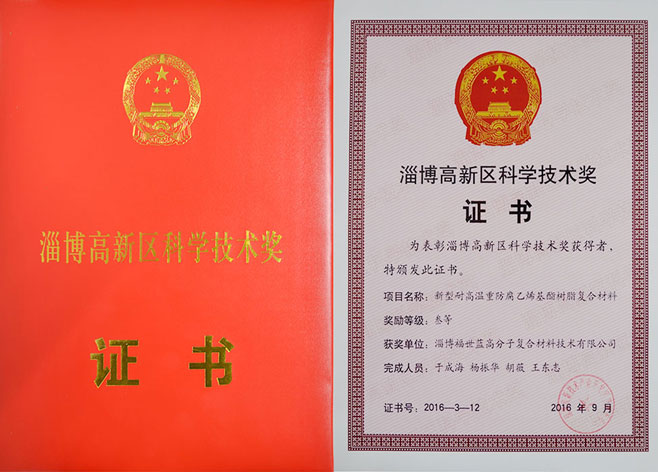 淄博高新区科学技术奖
证 书
淄博高新区科学技术奖
证 书
为表彰淄博高新区科学技术奖获得者、
特颁发此证书。
项目名称：新型耐高温重防腐乙烯基酯树脂复合材料
奖励等级：叁等
获奖单位：淄博福世蓝高分子复合材料技术有限公司
完成人员：于成海 杨振华 胡薇 王东志
证书号：2016—3—12
2016 年 9 月